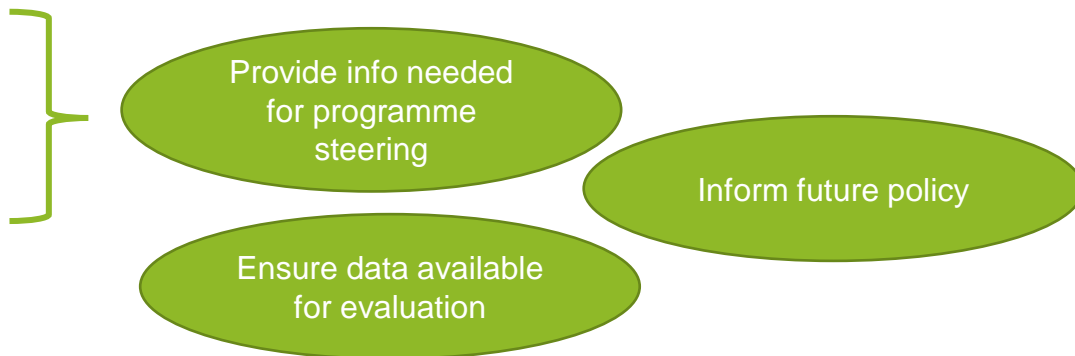 Provide info needed
for programme
steering
Inform future policy
Ensure data available
for evaluation